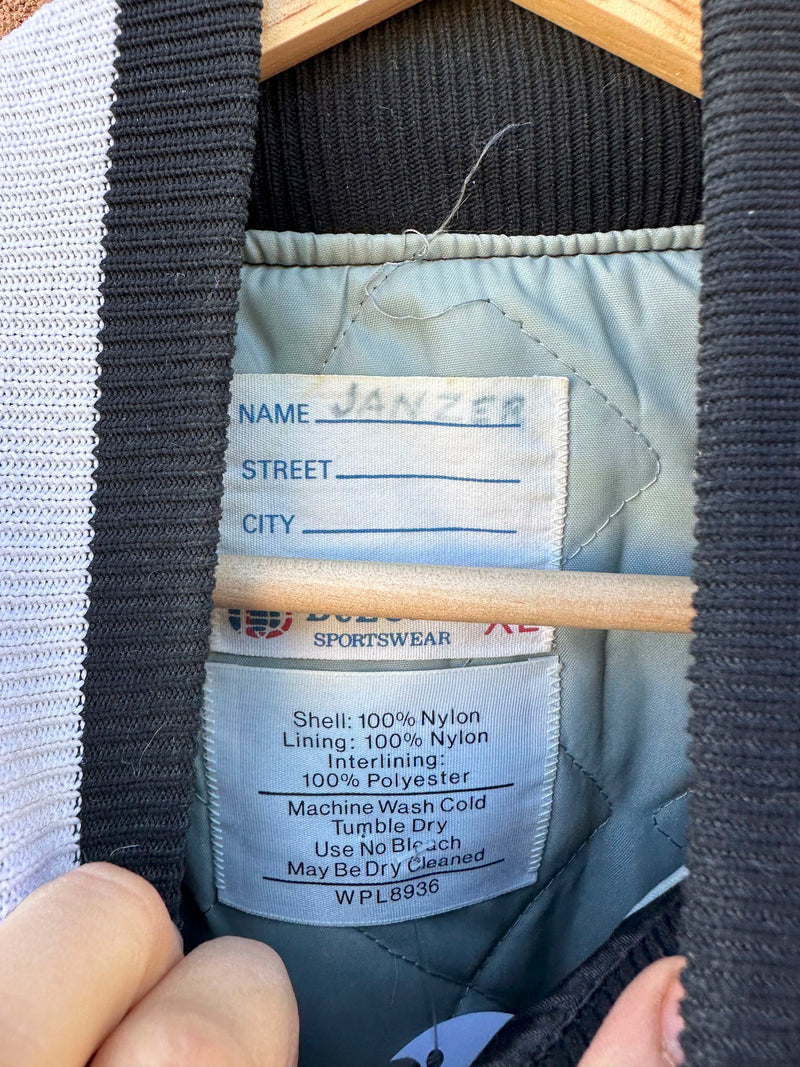 NAME JANZER
STREET
CITY
XL
SPORTSWEAR
Shell: 100% Nylon
Lining: 100% Nylon
Interlining:
100% Polyester
Machine Wash Cold
Tumble Dry
Use No Bleach
May Be Dry Cleaned
WPL8936